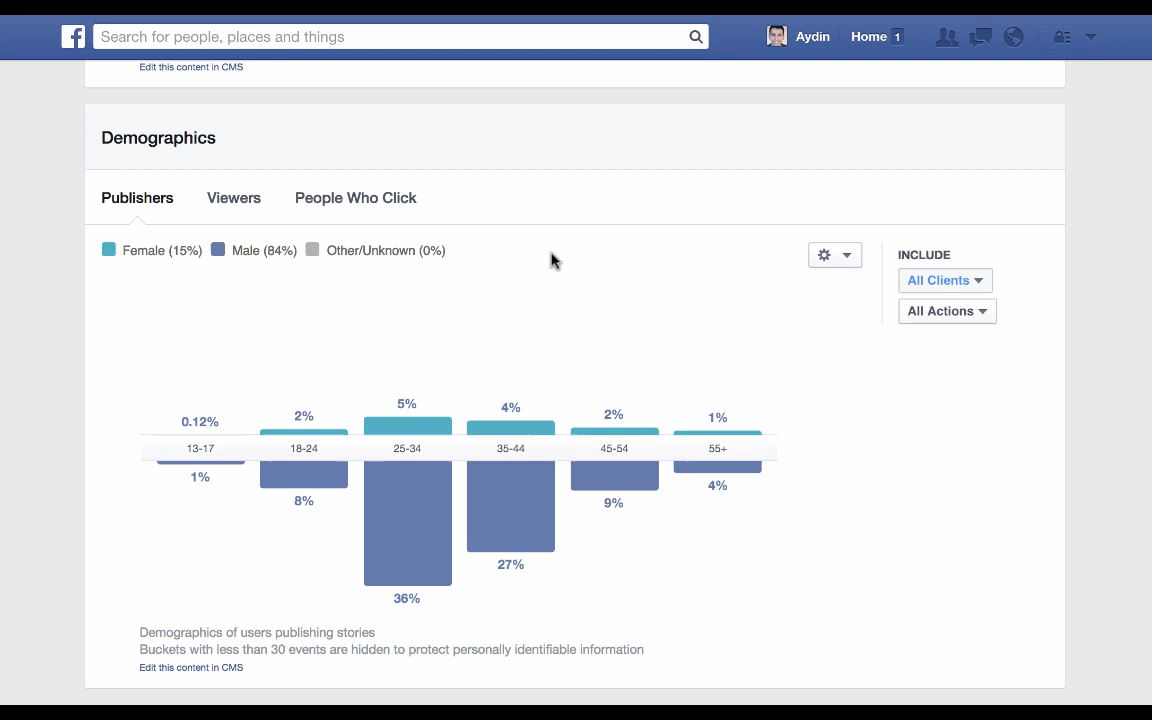 f Search for people, places and things Aydin Home 1
Edit this content in CMS
Demographics
Publishers Viewers People Who Click
Female (15%) Male (84%) Other/Unknown (0%)
INCLUDE
All Clients
All Actions
0.12% 2% 5% 4% 2% 1%
13-17 18-24 25-34 35-44 45-54 55+
1% 8% 36% 27% 9% 4%
Demographics of users publishing stories
Buckets with less than 30 events are hidden to protect personally identifiable information
Edit this content in CMS